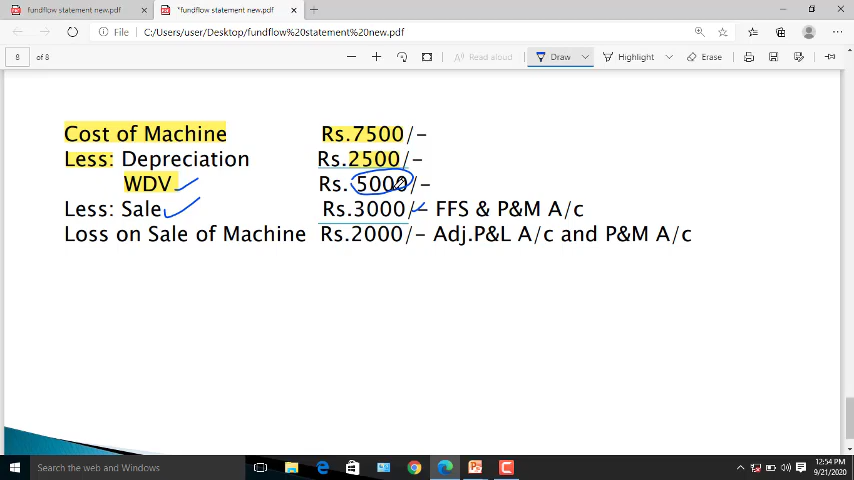 fundflow statement new.pdf
*fundflow statement new.pdf
File
C:/Users/user/Desktop/fundflow%20statement%20new.pdf
8 of 8
Read aloud
Draw
Highlight
Erase
Cost of Machine Rs.7500/-
Less: Depreciation Rs.2500/-
WDV Rs. 5000/-
Less: Sale Rs.3000/- FFS & P&M A/c
Loss on Sale of Machine Rs.2000/- Adj.P&L A/c and P&M A/c
Search the web and Windows
12:54 PM
9/21/2020